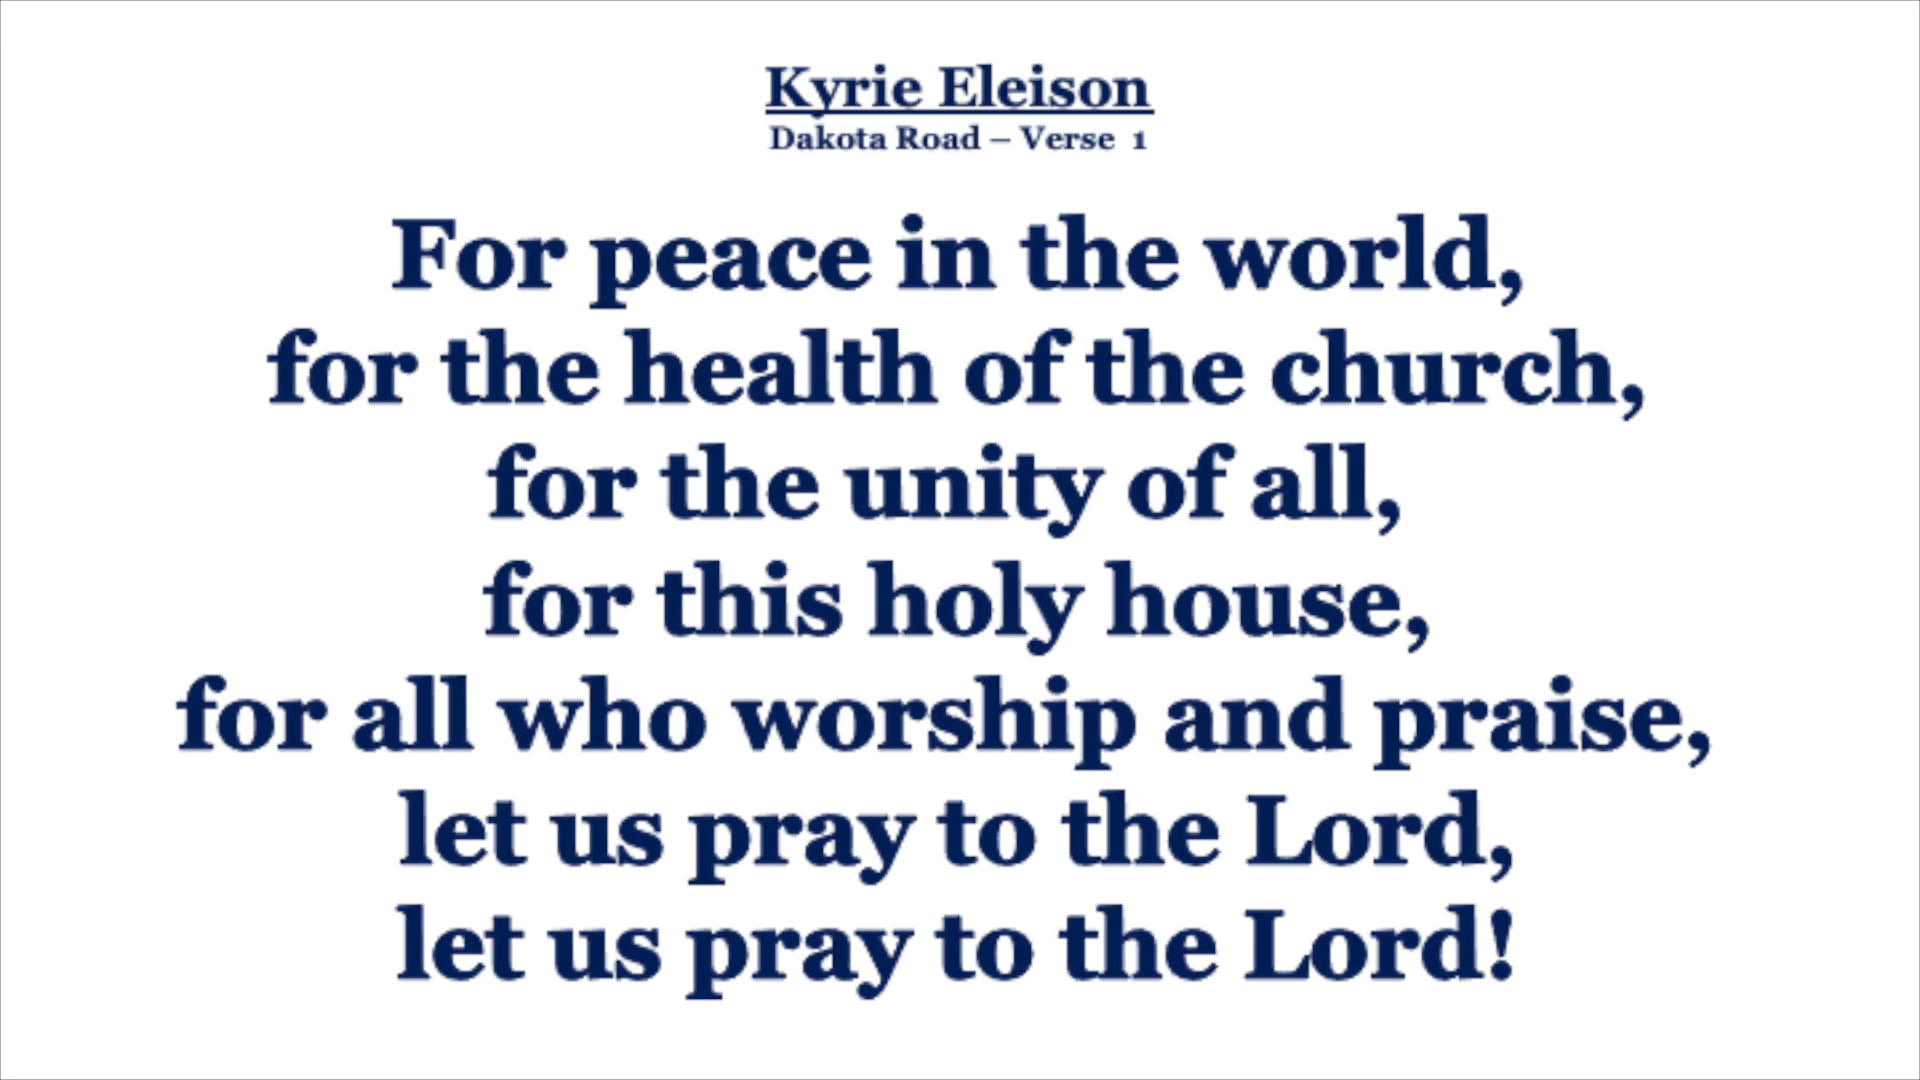 Kyrie Eleison
Dakota Road – Verse 1
For peace in the world,
for the health of the church,
for the unity of all,
for this holy house,
for all who worship and praise,
let us pray to the Lord,
let us pray to the Lord!